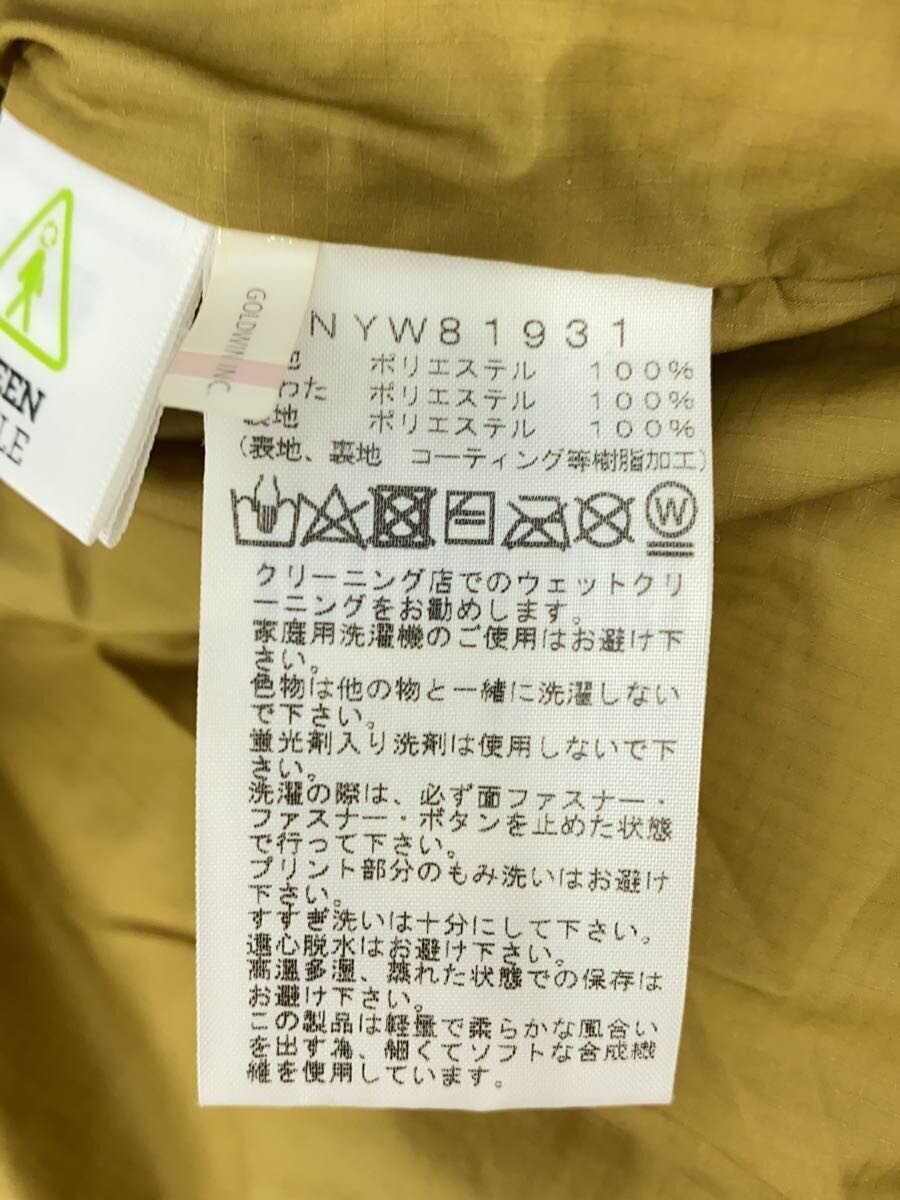 EEN
LE
GOLDWIN INC.
NYW81931
ポリエステル 100%
わた ポリエステル 100%
裏地 ポリエステル 100%
(表地、裏地 コーティング等樹脂加工)
W
クリーニング店でのウェットクリ
ーニングをお勧めします。
家庭用洗濯機のご使用はお避け下
さい。
色物は他の物と一緒に洗濯しない
で下さい。
蛍光剤入り洗剤は使用しないで下
さい。
洗濯の際は、必ず面ファスナー・
ファスナー・ボタンを止めた状態
で行って下さい。
プリント部分のもみ洗いはお避け
下さい。
すすぎ洗いは十分にして下さい。
遠心脱水はお避け下さい。
高温多湿、蒸れた状態での保存は
お避け下さい。
この製品は軽量で柔らかな風合い
を出す為、細くてソフトな合成繊
維を使用しています。